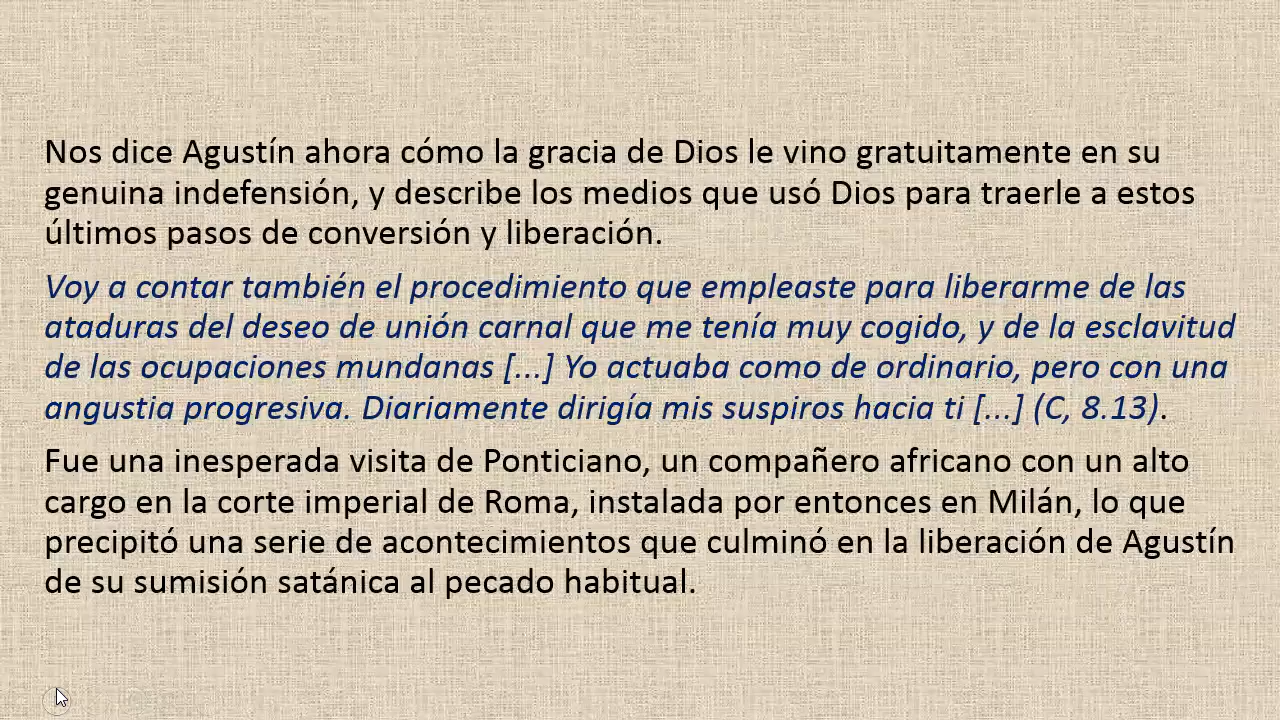 Nos dice Agustín ahora cómo la gracia de Dios le vino gratuitamente en su
genuina indefensión, y describe los medios que usó Dios para traerle a estos
últimos pasos de conversión y liberación.
Voy a contar también el procedimiento que empleaste para liberarme de las
ataduras del deseo de unión carnal que me tenía muy cogido, y de la esclavitud
de las ocupaciones mundanas [...] Yo actuaba como de ordinario, pero con una
angustia progresiva. Diariamente dirigía mis suspiros hacia ti [...] (C, 8.13).
Fue una inesperada visita de Ponticiano, un compañero africano con un alto
cargo en la corte imperial de Roma, instalada por entonces en Milán, lo que
precipitó una serie de acontecimientos que culminó en la liberación de Agustín
de su sumisión satánica al pecado habitual.